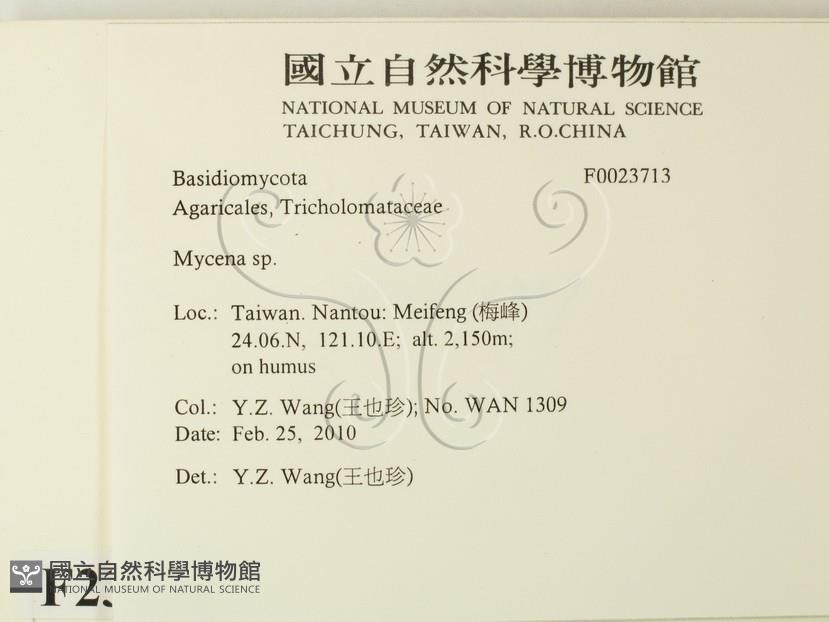 國立自然科學博物館
NATIONAL MUSEUM OF NATURAL SCIENCE
TAICHUNG, TAIWAN, R.O.CHINA
Basidiomycota F0023713
Agaricales, Tricholomataceae
Mycena sp.
Loc.: Taiwan. Nantou: Meifeng (梅峰)
24.06.N, 121.10.E; alt. 2,150m;
on humus
Col.: Y.Z. Wang(王也珍); No. WAN 1309
Date: Feb. 25, 2010
Det.: Y.Z. Wang(王也珍)
國立自然科學博物館
NATIONAL MUSEUM OF NATURAL SCIENCE
F2.